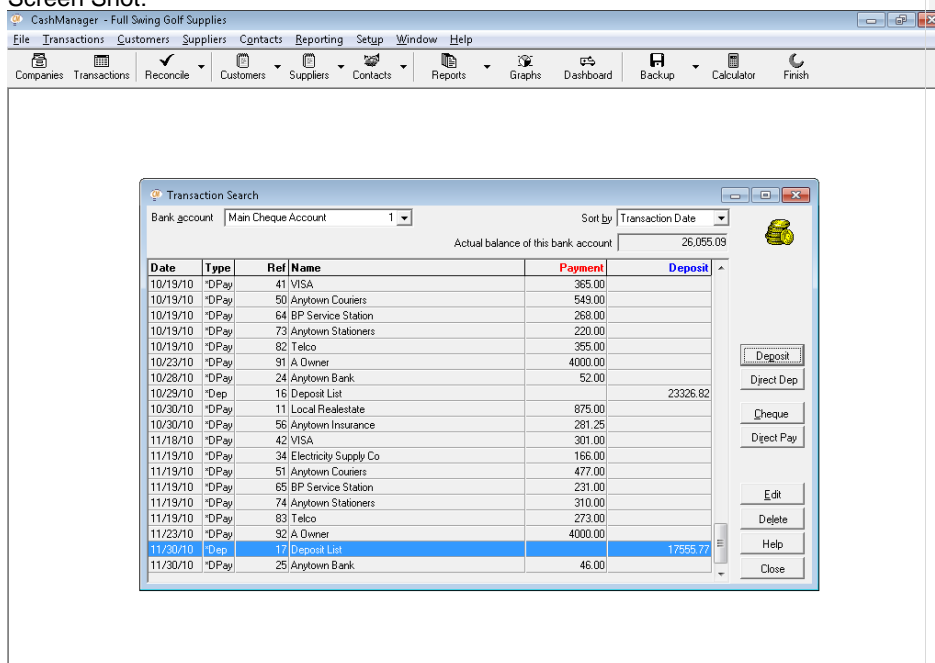 Screen Shot:
CashManager - Full Swing Golf Supplies
File Transactions Customers Suppliers Contacts Reporting Setup Window Help
Companies Transactions Reconcile Customers Suppliers Contacts Reports Graphs Dashboard Backup Calculator Finish
Transaction Search
Bank account Main Cheque Account 1 Sort by Transaction Date
Actual balance of this bank account 26,055.09
Date Type Ref Name Payment Deposit
10/19/10 *DPay 41 VISA 365.00
10/19/10 *DPay 50 Anytown Couriers 549.00
10/19/10 *DPay 64 BP Service Station 268.00
10/19/10 *DPay 73 Anytown Stationers 220.00
10/19/10 *DPay 82 Telco 355.00
10/23/10 *DPay 91 A Owner 4000.00
10/28/10 *DPay 24 Anytown Bank 52.00
10/29/10 *Dep 16 Deposit List 23326.82
10/30/10 *DPay 11 Local Realestate 875.00
10/30/10 *DPay 56 Anytown Insurance 281.25
11/18/10 *DPay 42 VISA 301.00
11/19/10 *DPay 34 Electricity Supply Co 166.00
11/19/10 *DPay 51 Anytown Couriers 477.00
11/19/10 *DPay 65 BP Service Station 231.00
11/19/10 *DPay 74 Anytown Stationers 310.00
11/19/10 *DPay 83 Telco 273.00
11/23/10 *DPay 92 A Owner 4000.00
11/30/10 *Dep 17 Deposit List 17555.77
11/30/10 *DPay 25 Anytown Bank 46.00
Deposit
Direct Dep
Cheque
Direct Pay
Edit
Delete
Help
Close